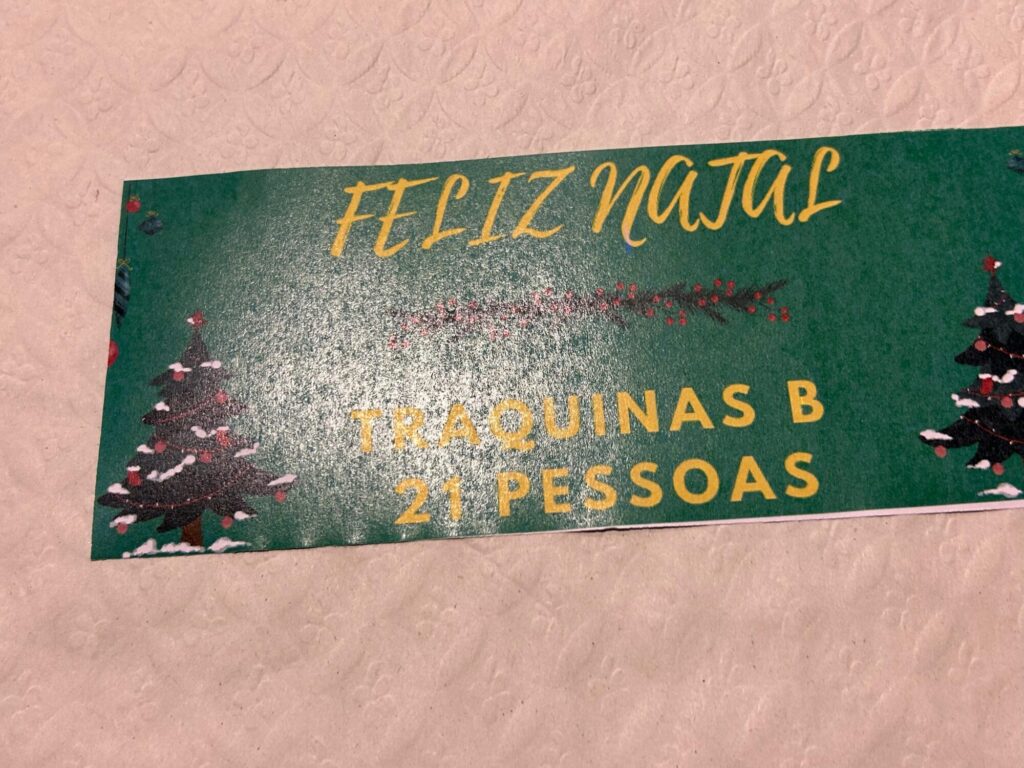 FELIZ NATAL
TRAQUINAS B
21 PESSOAS